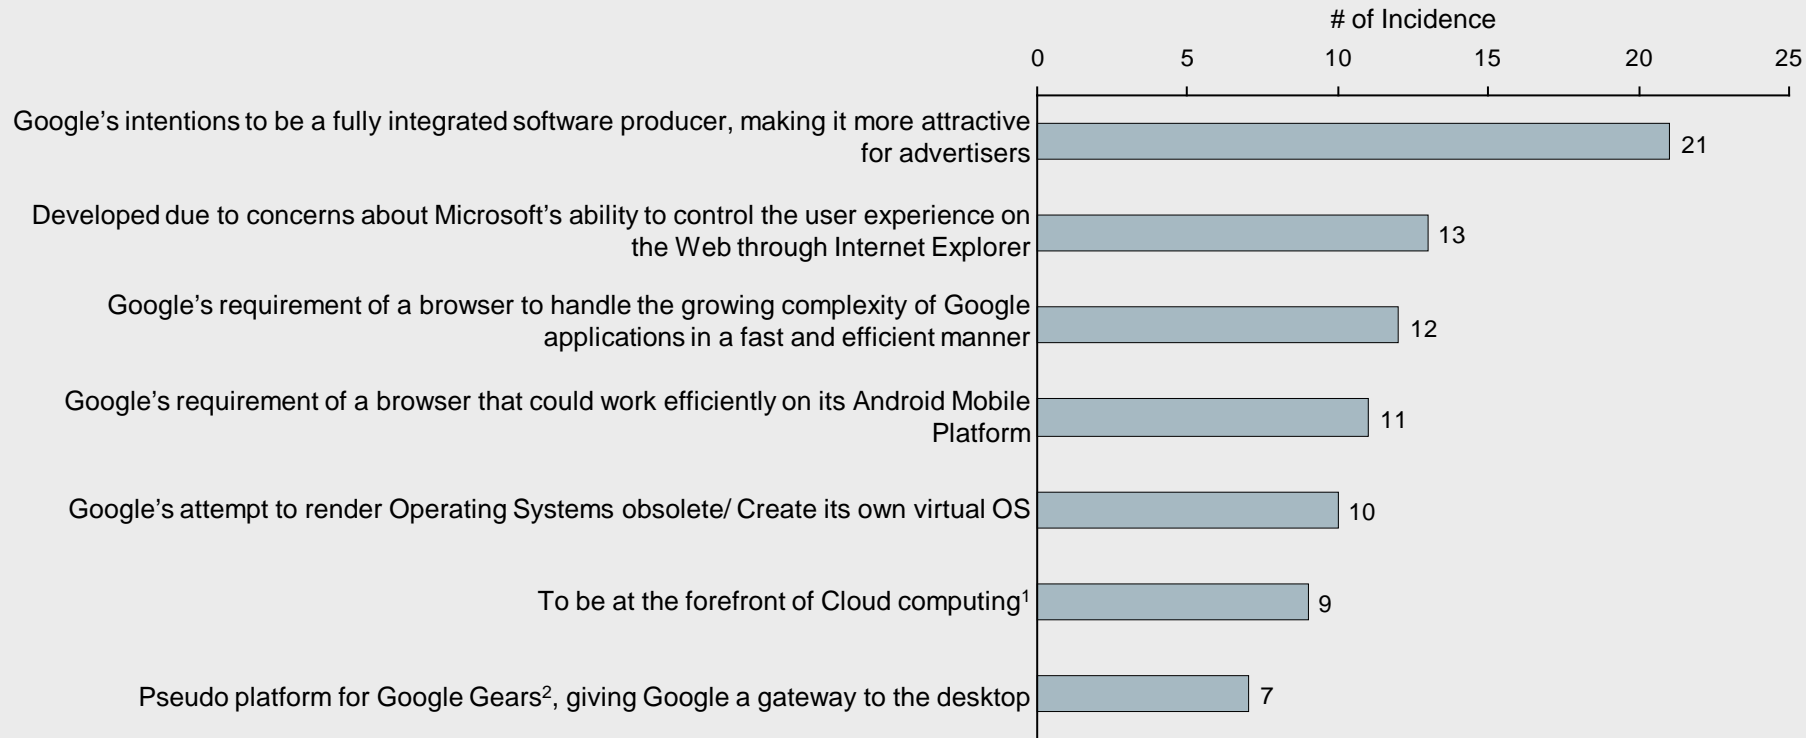 # of Incidence
0 5 10 15 20 25
Google’s intentions to be a fully integrated software producer, making it more attractive
for advertisers
21
Developed due to concerns about Microsoft’s ability to control the user experience on
the Web through Internet Explorer
13
Google’s requirement of a browser to handle the growing complexity of Google
applications in a fast and efficient manner
12
Google’s requirement of a browser that could work efficiently on its Android Mobile
Platform
11
Google’s attempt to render Operating Systems obsolete/ Create its own virtual OS
10
To be at the forefront of Cloud computing¹
9
Pseudo platform for Google Gears², giving Google a gateway to the desktop
7